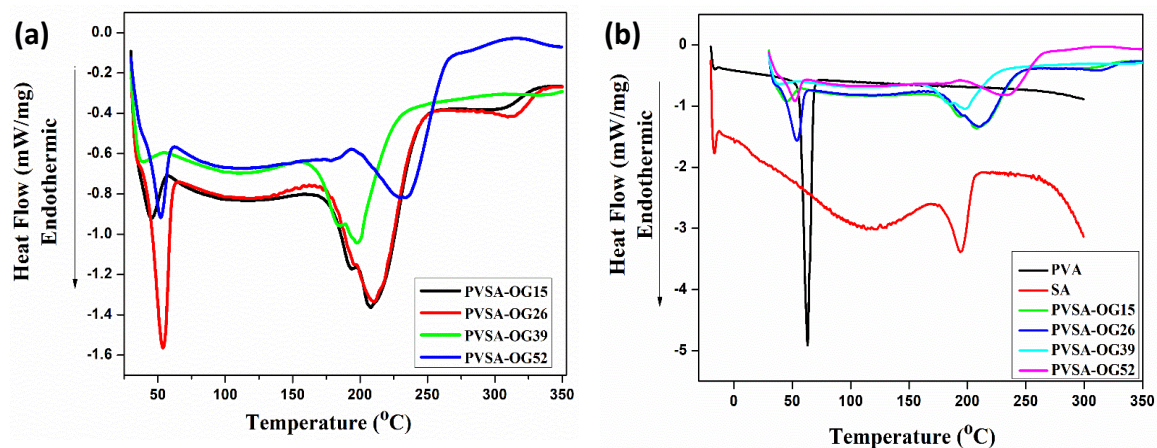 (a)
0.0
-0.2
-0.4
-0.6
-0.8
-1.0
-1.2
-1.4
-1.6
Heat Flow (mW/mg)
Endothermic
50
100
150
200
250
300
350
Temperature (°C)
PVSA-OG15
PVSA-OG26
PVSA-OG39
PVSA-OG52
(b)
0
-1
-2
-3
-4
-5
Heat Flow (mW/mg)
Endothermic
0
50
100
150
200
250
300
350
Temperature (°C)
PVA
SA
PVSA-OG15
PVSA-OG26
PVSA-OG39
PVSA-OG52